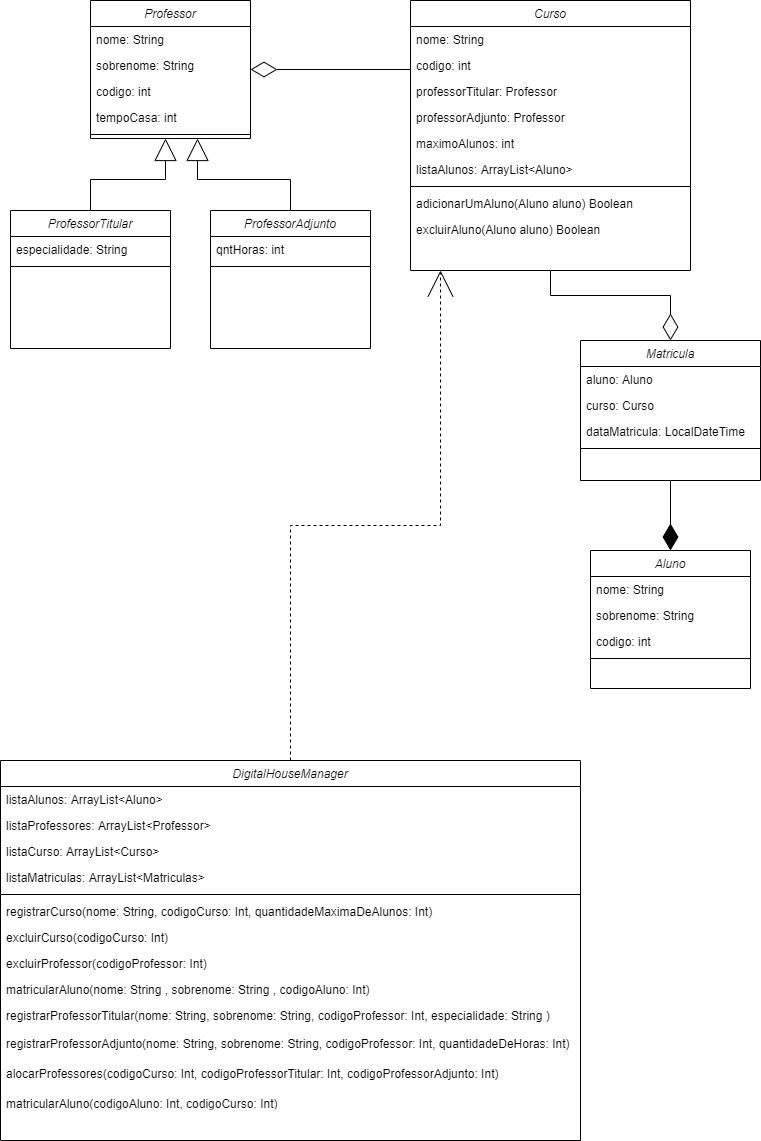 Professor
nome: String
sobrenome: String
codigo: int
tempoCasa: int
Curso
nome: String
codigo: int
professorTitular: Professor
professorAdjunto: Professor
maximoAlunos: int
listaAlunos: ArrayList<Aluno>
adicionarUmAluno(Aluno aluno) Boolean
excluirAluno(Aluno aluno) Boolean
ProfessorTitular
especialidade: String
ProfessorAdjunto
qntHoras: int
Matricula
aluno: Aluno
curso: Curso
dataMatricula: LocalDateTime
Aluno
nome: String
sobrenome: String
codigo: int
DigitalHouseManager
listaAlunos: ArrayList<Aluno>
listaProfessores: ArrayList<Professor>
listaCurso: ArrayList<Curso>
listaMatriculas: ArrayList<Matriculas>
registrarCurso(nome: String, codigoCurso: Int, quantidadeMaximaDeAlunos: Int)
excluirCurso(codigoCurso: Int)
excluirProfessor(codigoProfessor: Int)
matricularAluno(nome: String , sobrenome: String , codigoAluno: Int)
registrarProfessorTitular(nome: String, sobrenome: String, codigoProfessor: Int, especialidade: String )
registrarProfessorAdjunto(nome: String, sobrenome: String, codigoProfessor: Int, quantidadeDeHoras: Int)
alocarProfessores(codigoCurso: Int, codigoProfessorTitular: Int, codigoProfessorAdjunto: Int)
matricularAluno(codigoAluno: Int, codigoCurso: Int)